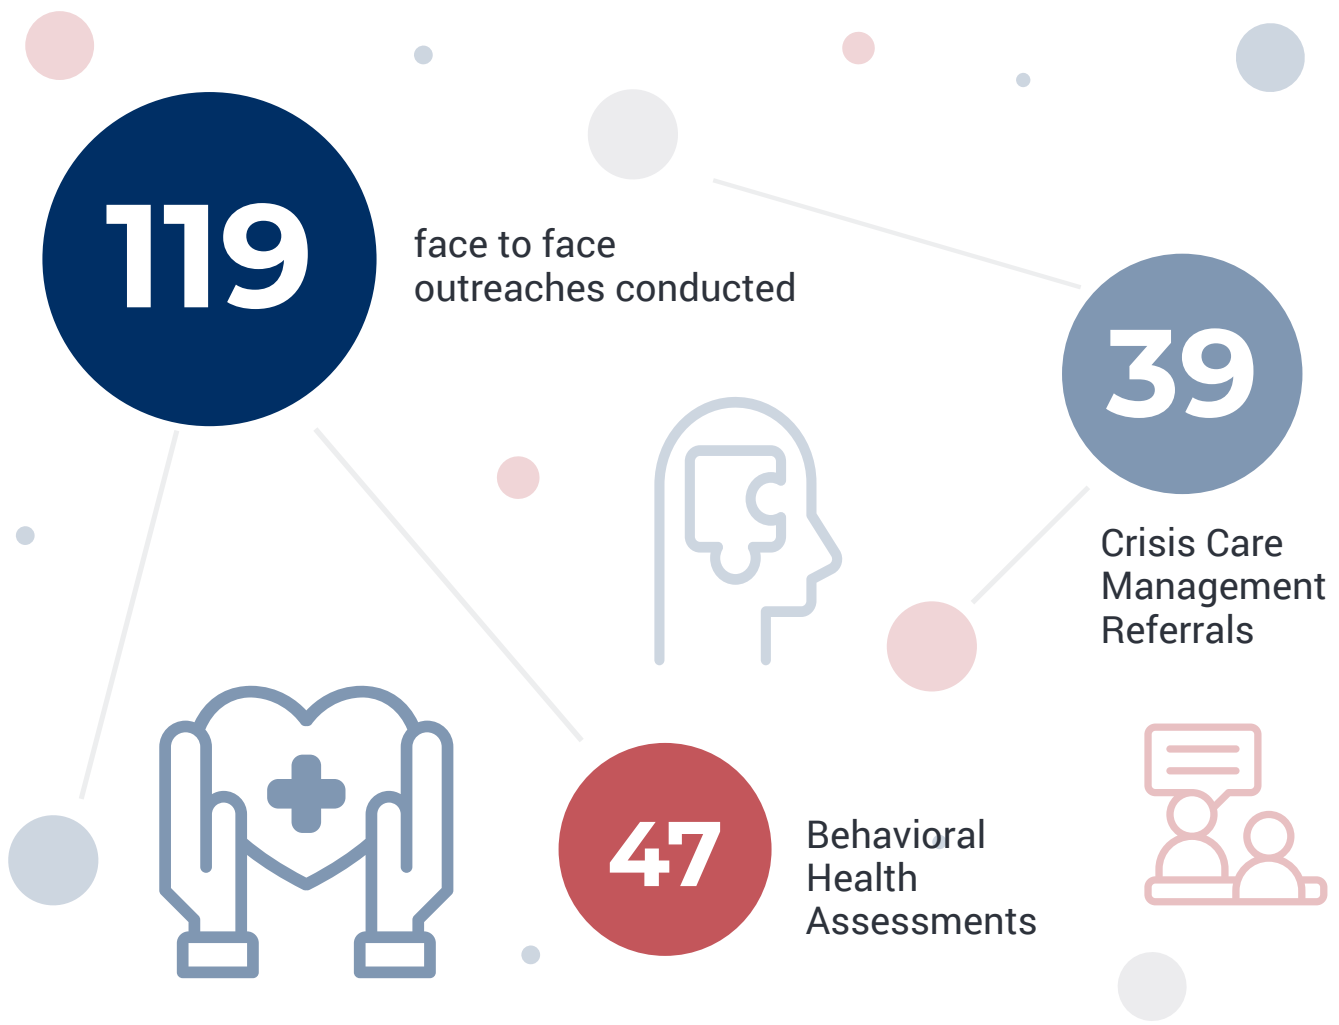 119
face to face
outreaches conducted
39
Crisis Care
Management
Referrals
47
Behavioral
Health
Assessments